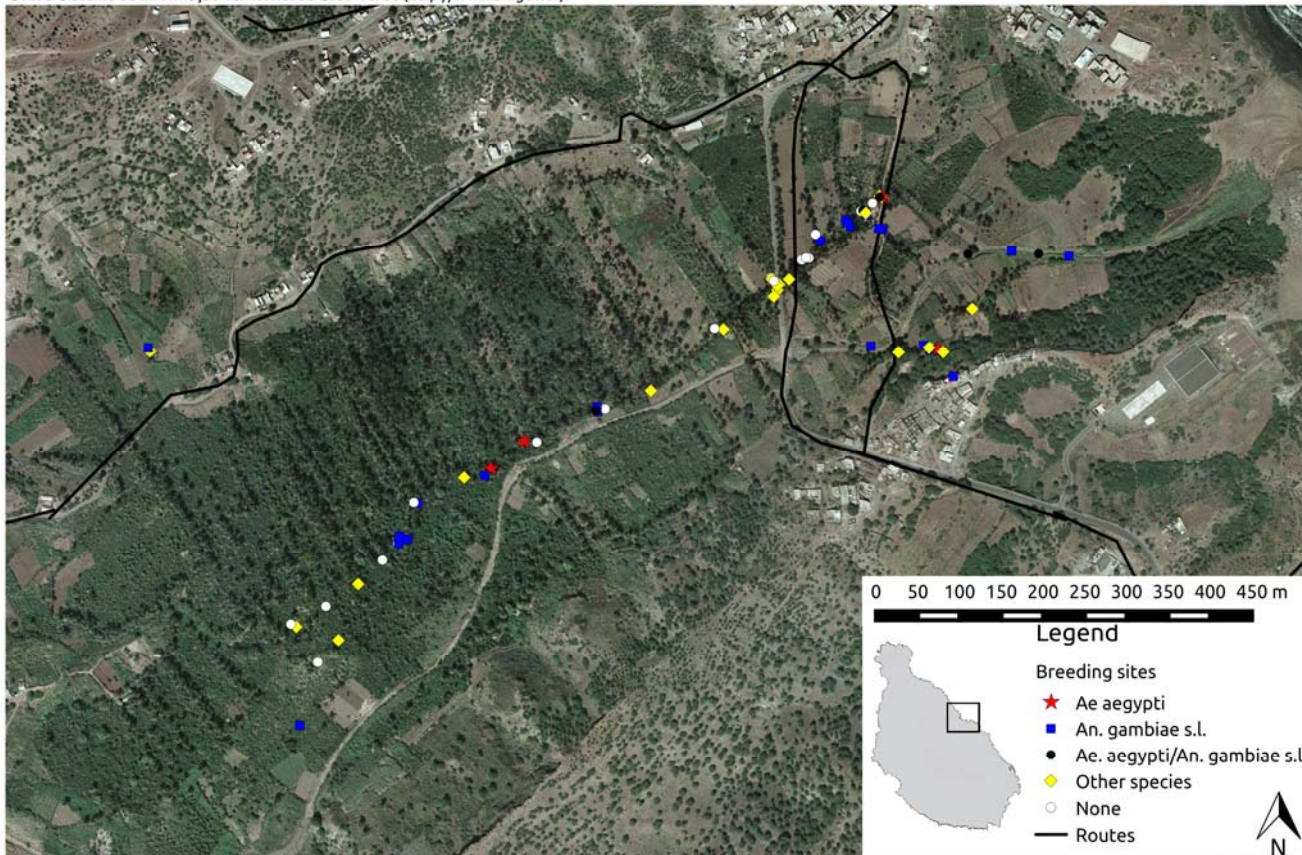 0 50 100 150 200 250 300 350 400 450 m
Legend
Breeding sites
Ae aegypti
An. gambiae s.l.
Ae. aegypti/An. gambiae s.l
Other species
None
Routes
N